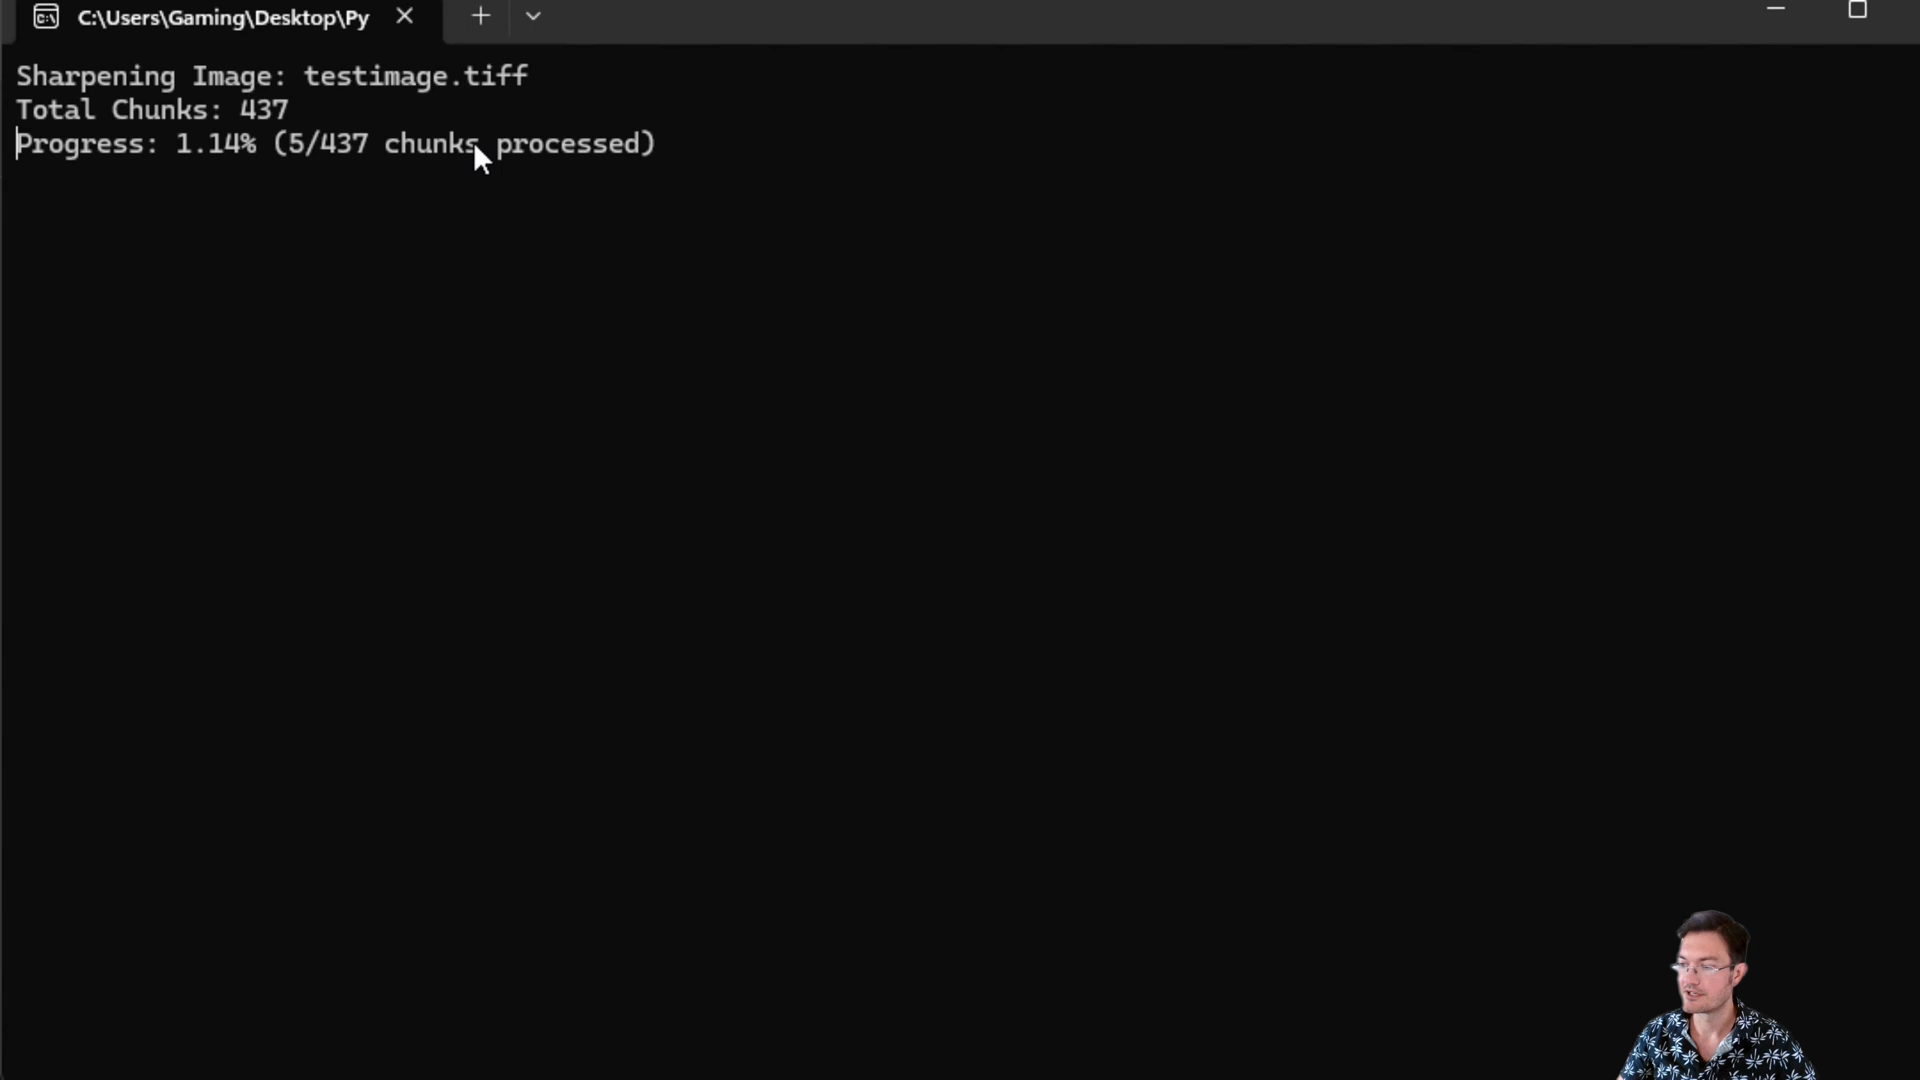 C:\Users\Gaming\Desktop\Py
Sharpening Image: testimage.tiff
Total Chunks: 437
Progress: 1.14% (5/437 chunks processed)